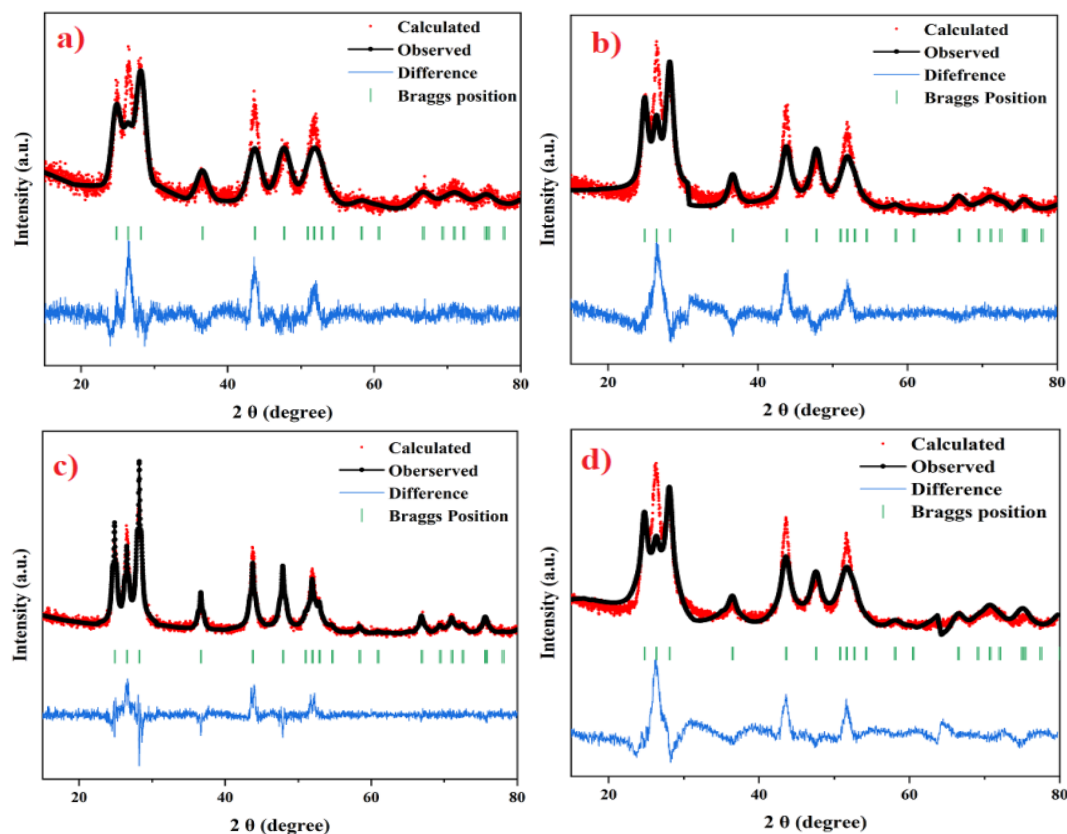 a)
Calculated
Observed
Difference
Braggs position
Intensity (a.u.)
20 40 60 80
2 θ (degree)
b)
Calculated
Observed
Difefrence
Braggs Position
Intensity (a.u.)
20 40 60 80
2 θ (degree)
c)
Calculated
Oberserved
Difference
Braggs Position
Intensity (a.u.)
20 40 60 80
2 θ (degree)
d)
Calculated
Observed
Difference
Braggs position
Intensity (a.u.)
20 40 60 80
2 θ (degree)